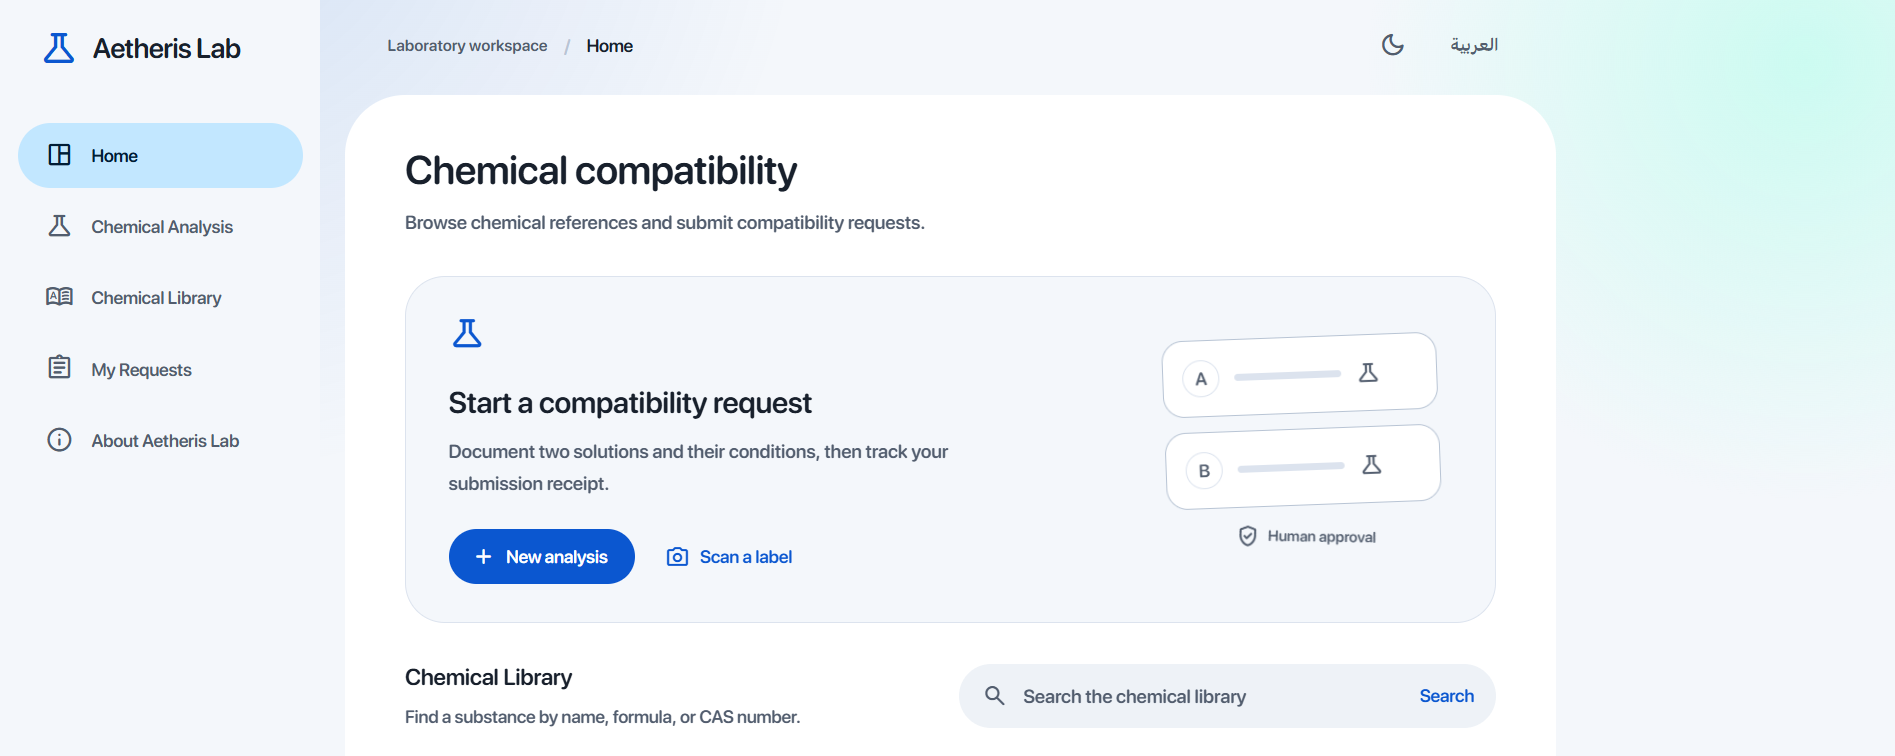 Aetheris Lab
Home
Chemical Analysis
Chemical Library
My Requests
About Aetheris Lab
Laboratory workspace / Home
العربية
Chemical compatibility
Browse chemical references and submit compatibility requests.
Start a compatibility request
Document two solutions and their conditions, then track your
submission receipt.
+ New analysis
Scan a label
A
B
Human approval
Chemical Library
Find a substance by name, formula, or CAS number.
Search the chemical library
Search